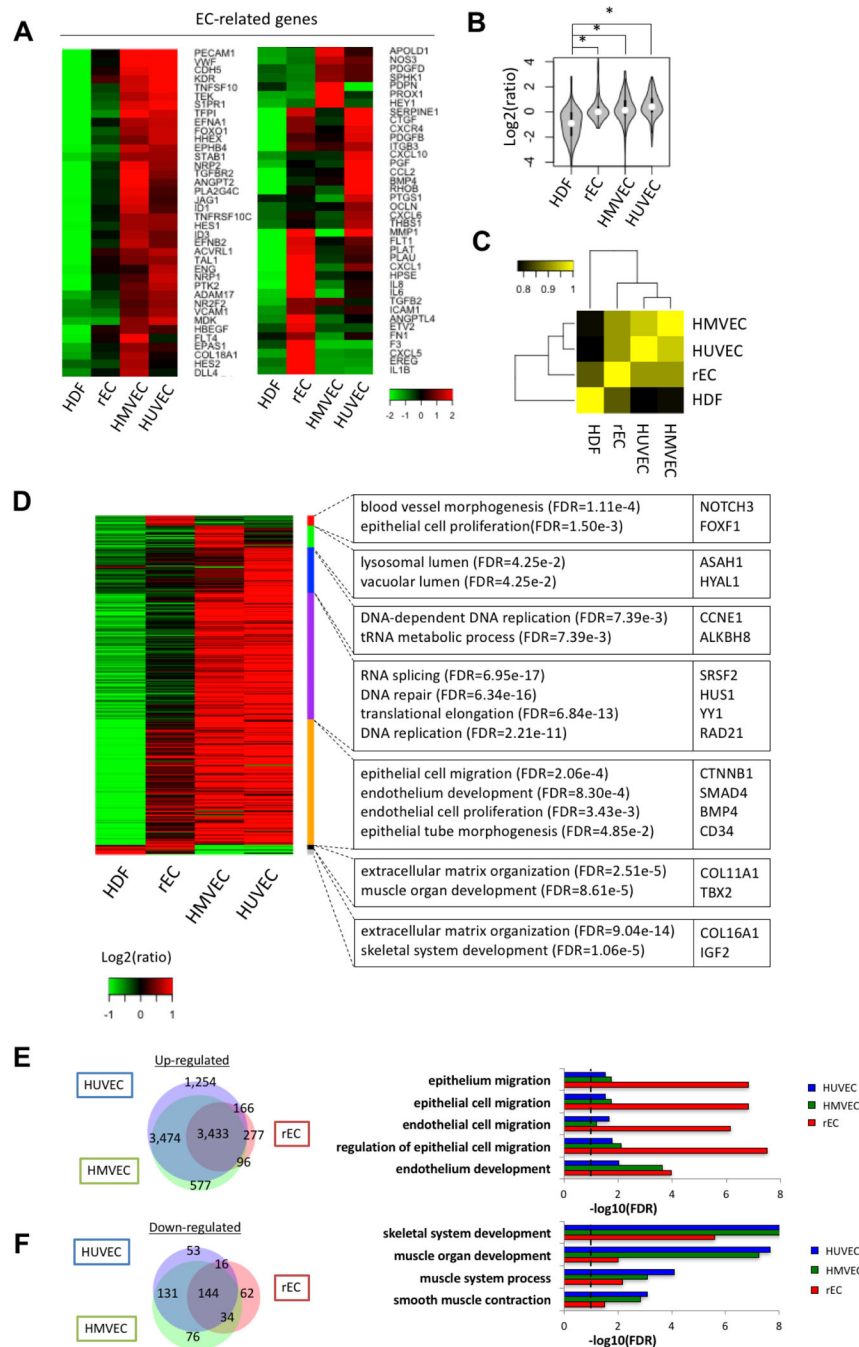 EC-related genes
A
PECAM1
VWF
CDH5
KDR
TNFSF10
TEK
S1PR1
TFPI
EFNA1
FOXO1
HHEX
EPHB4
STAB1
NRP2
TGFBR2
ANGPT2
PLA2G4C
JAG1
ID1
TNFRSF10C
HES1
ID3
EFNB2
ACVRL1
TAL1
ENG
NRP1
PTK2
ADAM17
NR2F2
VCAM1
MDK
HBEGF
FLT4
EPAS1
COL18A1
HES2
DLL4
HDF
rEC
HMVEC
HUVEC
APOLD1
NOS3
PDGFD
SPHK1
PDPN
PROX1
HEY1
SERPINE1
CTGF
CXCR4
PDGFB
ITGB3
CXCL10
PGF
CCL2
BMP4
RHOB
PTGS1
OCLN
CXCL6
THBS1
MMP1
FLT1
PLAT
PLAU
CXCL1
HPSE
IL8
IL6
TGFB2
ICAM1
ANGPTL4
ETV2
FN1
F3
CXCL5
EREG
IL1B
HDF
rEC
HMVEC
HUVEC
-2 -1 0 1 2
B
* * *
Log2(ratio)
4
2
0
-2
-4
HDF
rEC
HMVEC
HUVEC
C
0.8 0.9 1
HMVEC
HUVEC
rEC
HDF
HDF
rEC
HUVEC
HMVEC
D
HDF
rEC
HMVEC
HUVEC
Log2(ratio)
-1 0 1
blood vessel morphogenesis (FDR=1.11e-4) NOTCH3
epithelial cell proliferation(FDR=1.50e-3) FOXF1
lysosomal lumen (FDR=4.25e-2) ASAH1
vacuolar lumen (FDR=4.25e-2) HYAL1
DNA-dependent DNA replication (FDR=7.39e-3) CCNE1
tRNA metabolic process (FDR=7.39e-3) ALKBH8
RNA splicing (FDR=6.95e-17) SRSF2
DNA repair (FDR=6.34e-16) HUS1
translational elongation (FDR=6.84e-13) YY1
DNA replication (FDR=2.21e-11) RAD21
epithelial cell migration (FDR=2.06e-4) CTNNB1
endothelium development (FDR=8.30e-4) SMAD4
endothelium cell proliferation (FDR=3.43e-3) BMP4
epithelial tube morphogenesis (FDR=4.85e-2) CD34
extracellular matrix organization (FDR=2.51e-5) COL11A1
muscle organ development (FDR=8.61e-5) TBX2
extracellular matrix organization (FDR=9.04e-14) COL16A1
skeletal system development (FDR=1.06e-5) IGF2
E
Up-regulated
HUVEC
1,254
166
3,474
3,433
277
rEC
96
HMVEC
577
epithelium migration
epithelial cell migration
endothelial cell migration
regulation of epithelial cell migration
endothelium development
0 2 4 6 8
-log10(FDR)
HUVEC
HMVEC
rEC
F
Down-regulated
HUVEC
53
16
131
144
62
rEC
34
HMVEC
76
skeletal system development
muscle organ development
muscle system process
smooth muscle contraction
0 2 4 6 8
-log10(FDR)
HUVEC
HMVEC
rEC